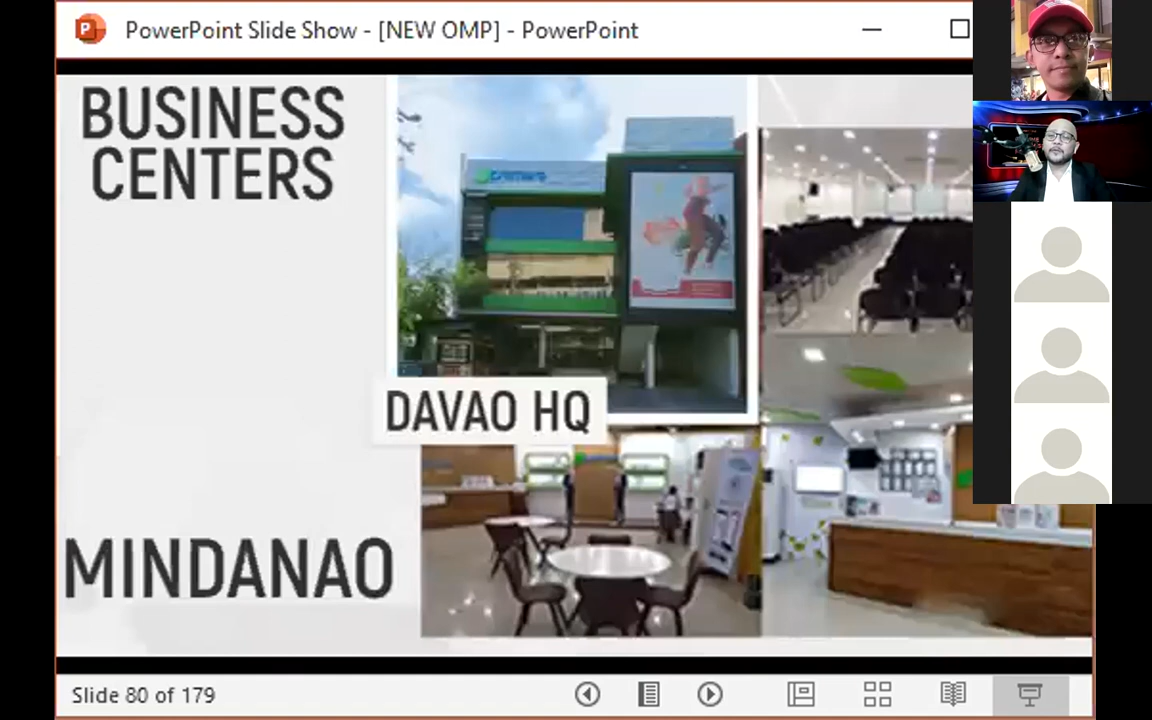 PowerPoint Slide Show - [NEW OMP] - PowerPoint
BUSINESS
CENTERS
DAVAO HQ
MINDANAO
Slide 80 of 179